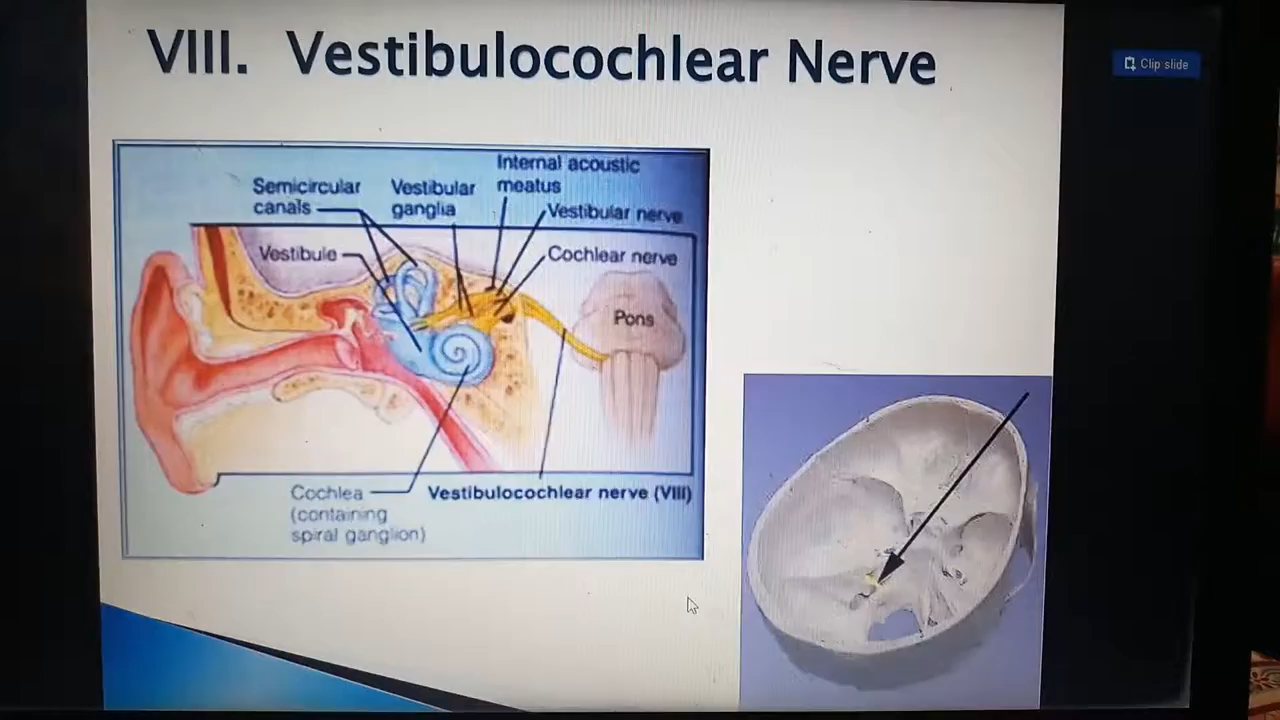 VIII. Vestibulocochlear Nerve
Clip slide
Internal acoustic
meatus
Semicircular
canals
Vestibular
ganglia
Vestibular nerve
Vestibule
Cochlear nerve
Pons
Cochlea
(containing
spiral ganglion)
Vestibulocochlear nerve (VIII)